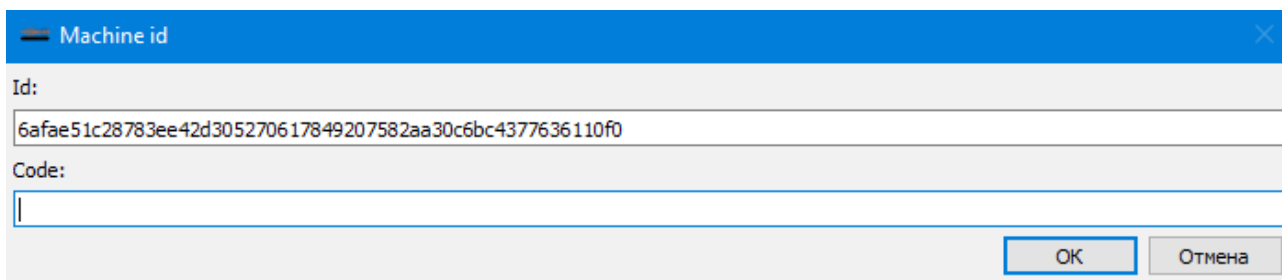 Machine id
Id:
6afae51c28783ee42d305270617849207582aa30c6bc4377636110f0
Code:
OK
Отмена